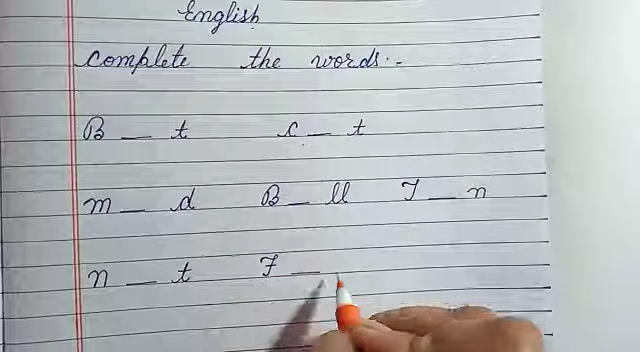 English
complete the words:-
B _ t c _ t
m _ d B _ ll T _ n
n _ t F _